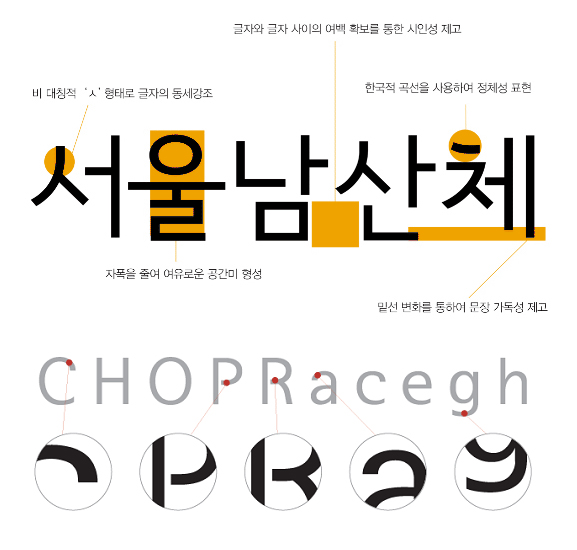 글자와 글자 사이의 여백 확보를 통한 시인성 제고
비 대칭적 'ㅅ' 형태로 글자의 동세강조
한국적 곡선을 사용하여 정체성 표현
서울남산체
자폭을 줄여 여유로운 공간미 형성
밑선 변화를 통하여 문장 가독성 제고
CHOPRacegh